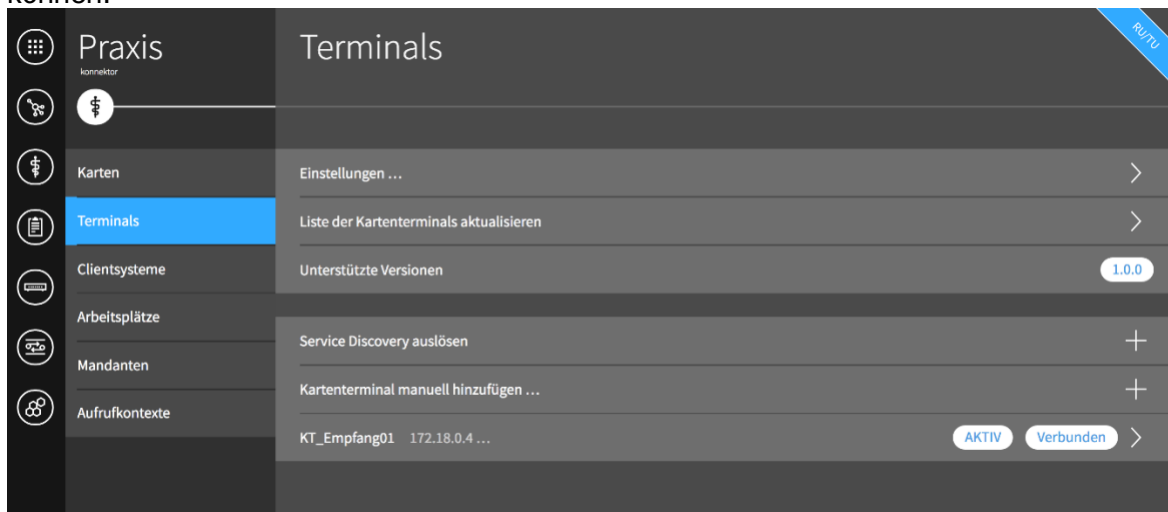 können.
Praxis
konnektor
Terminals
RU/TU
Karten
Terminals
Clientsysteme
Arbeitsplätze
Mandanten
Aufrufkontexte
Einstellungen ...
Liste der Kartenterminals aktualisieren
Unterstützte Versionen 1.0.0
Service Discovery auslösen
Kartenterminal manuell hinzufügen ...
KT_Empfang01 172.18.0.4 ... AKTIV Verbunden